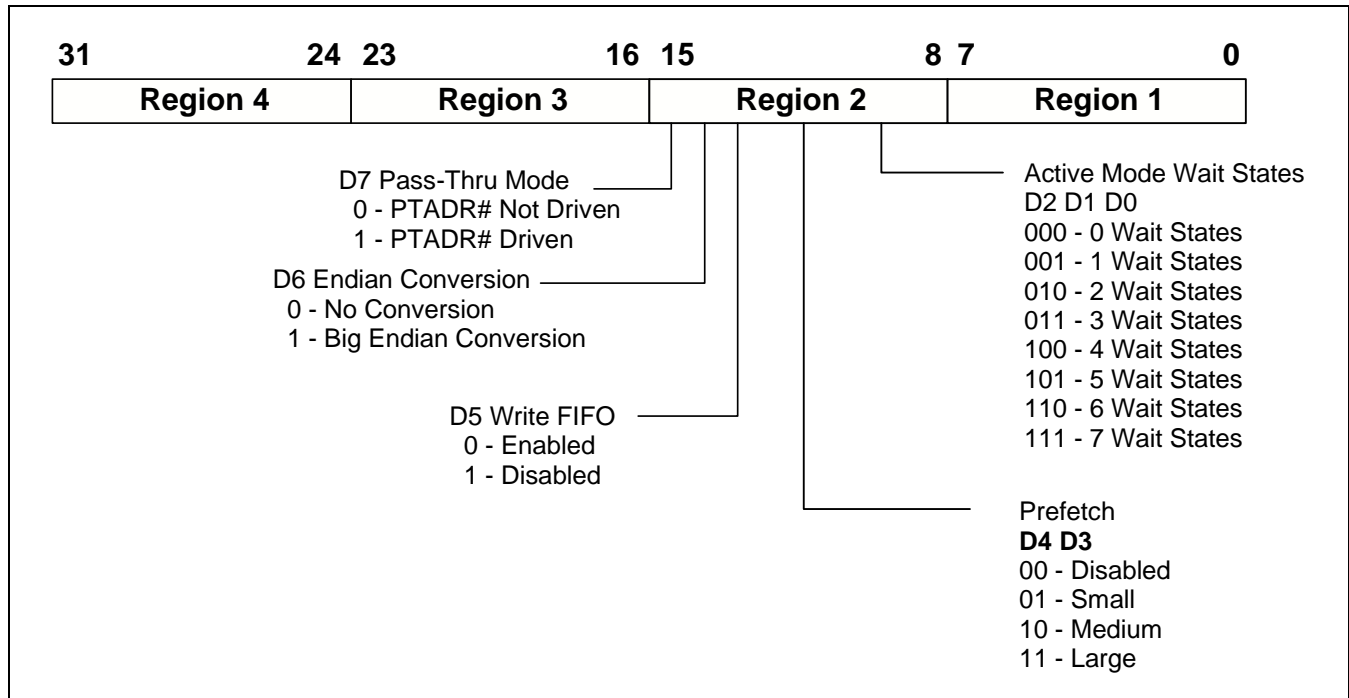 31 24 23 16 15 8 7 0
Region 4 Region 3 Region 2 Region 1
D7 Pass-Thru Mode
0 - PTADR# Not Driven
1 - PTADR# Driven
D6 Endian Conversion
0 - No Conversion
1 - Big Endian Conversion
D5 Write FIFO
0 - Enabled
1 - Disabled
Active Mode Wait States
D2 D1 D0
000 - 0 Wait States
001 - 1 Wait States
010 - 2 Wait States
011 - 3 Wait States
100 - 4 Wait States
101 - 5 Wait States
110 - 6 Wait States
111 - 7 Wait States
Prefetch
D4 D3
00 - Disabled
01 - Small
10 - Medium
11 - Large